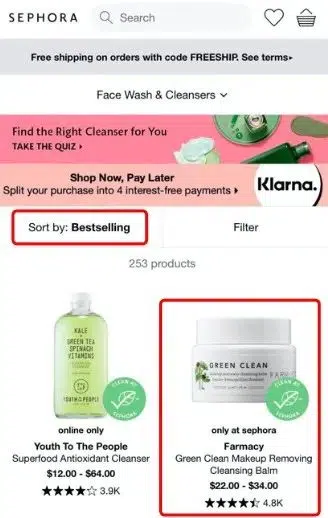 SEPHORA
Search
Free shipping on orders with code FREESHIP. See terms▸
Face Wash & Cleansers
Find the Right Cleanser for You
TAKE THE QUIZ ▸
Shop Now, Pay Later
Split your purchase into 4 interest-free payments ▸
Klarna.
Sort by: Bestselling
Filter
253 products
KALE +
GREEN TEA
SPINACH
VITAMINS
YOUTH TO THE PEOPLE
CLEAN AT
SEPHORA
GREEN CLEAN
CLEAN AT
SEPHORA
online only
Youth To The People
Superfood Antioxidant Cleanser
$12.00 - $64.00
3.9K
only at sephora
Farmacy
Green Clean Makeup Removing
Cleansing Balm
$22.00 - $34.00
4.8K